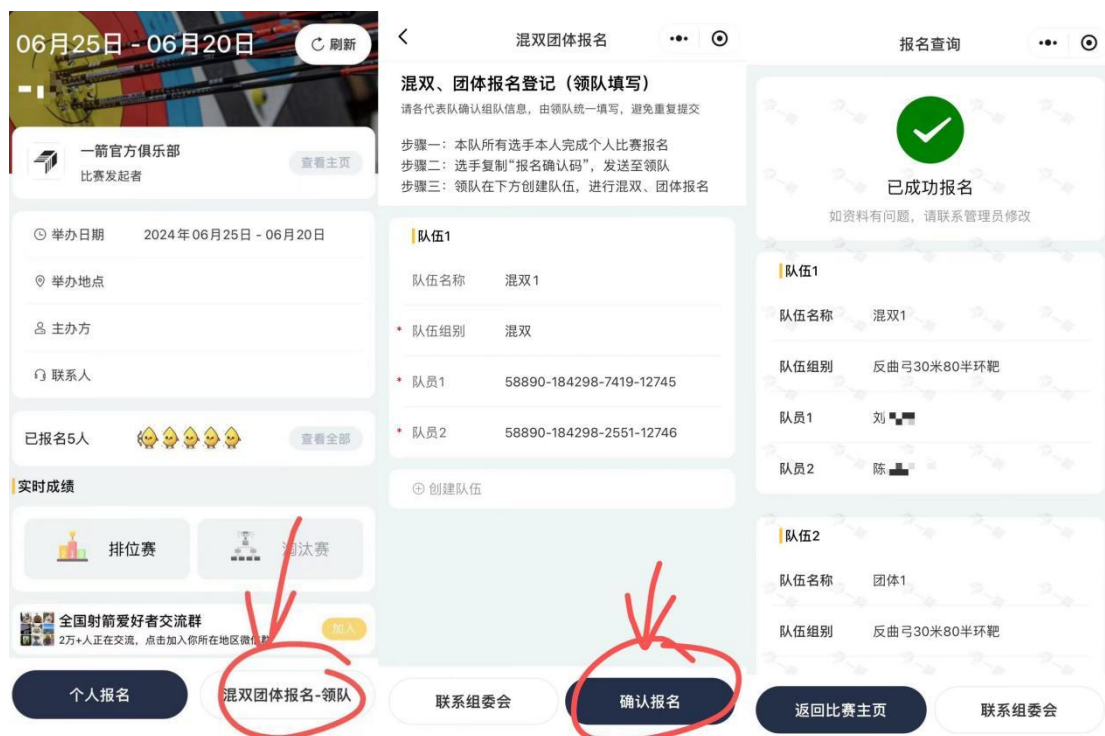 06月25日 - 06月20日
刷新
一箭官方俱乐部
比赛发起者
查看主页
举办日期 2024年06月25日 - 06月20日
举办地点
主办方
联系人
已报名5人
查看全部
实时成绩
排位赛
淘汰赛
全国射箭爱好者交流群
2万+人正在交流，点击加入你所在地区微信群
加入
个人报名
混双团体报名-领队
混双团体报名
混双、团体报名登记（领队填写）
请各代表队确认组队信息，由领队统一填写，避免重复提交
步骤一：本队所有选手本人完成个人比赛报名
步骤二：选手复制“报名确认码”，发送至领队
步骤三：领队在下方创建队伍，进行混双、团体报名
队伍1
队伍名称 混双1
* 队伍组别 混双
* 队员1 58890-184298-7419-12745
* 队员2 58890-184298-2551-12746
创建队伍
联系组委会
确认报名
报名查询
已成功报名
如资料有问题，请联系管理员修改
队伍1
队伍名称 混双1
队伍组别 反曲弓30米80半环靶
队员1 刘
队员2 陈
队伍2
队伍名称 团体1
队伍组别 反曲弓30米80半环靶
返回比赛主页
联系组委会